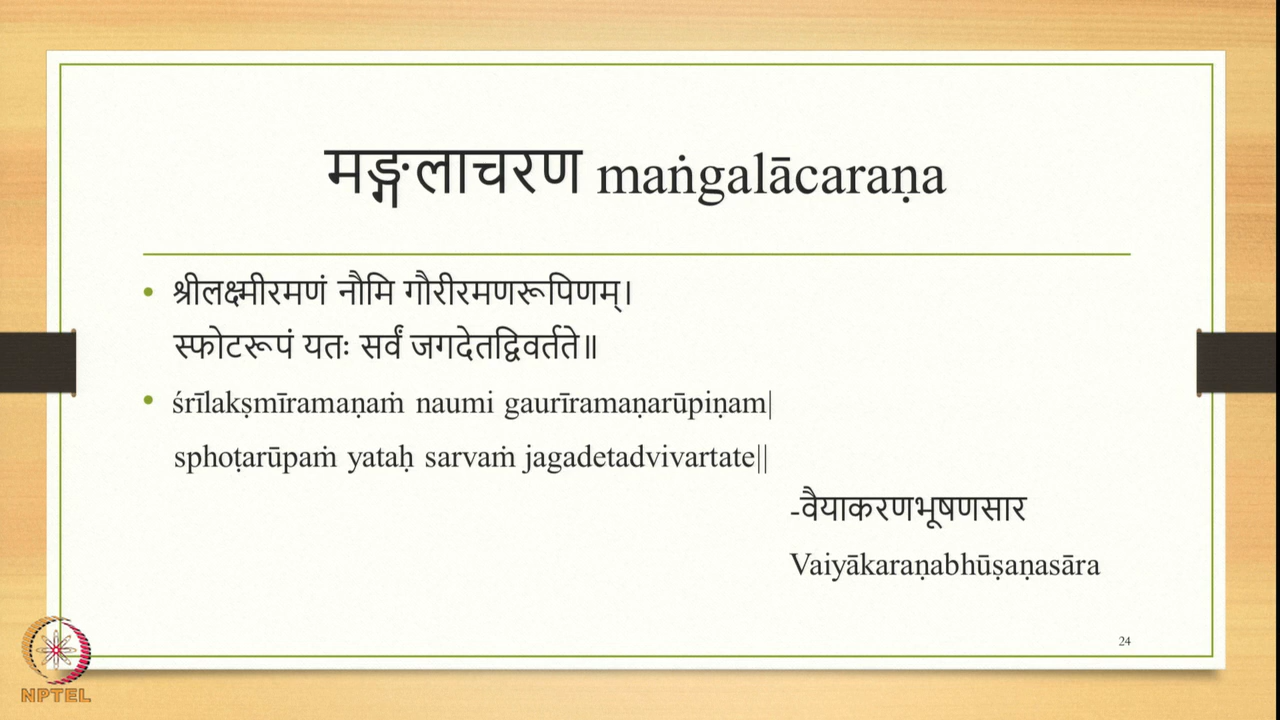 मङ्गलाचरण maṅgalācaraṇa
• श्रीलक्ष्मीरमणं नौमि गौरीरमणरूपिणम्।
स्फोटरूपं यतः सर्वं जगदेतद्विवर्तते॥
• śrīlakṣmīramaṇaṁ naumi gaurīramaṇarūpiṇam|
sphoṭarūpaṁ yataḥ sarvaṁ jagadetadvivartate||
-वैयाकरणभूषणसार
Vaiyākaraṇabhūṣaṇasāra
24
NPTEL